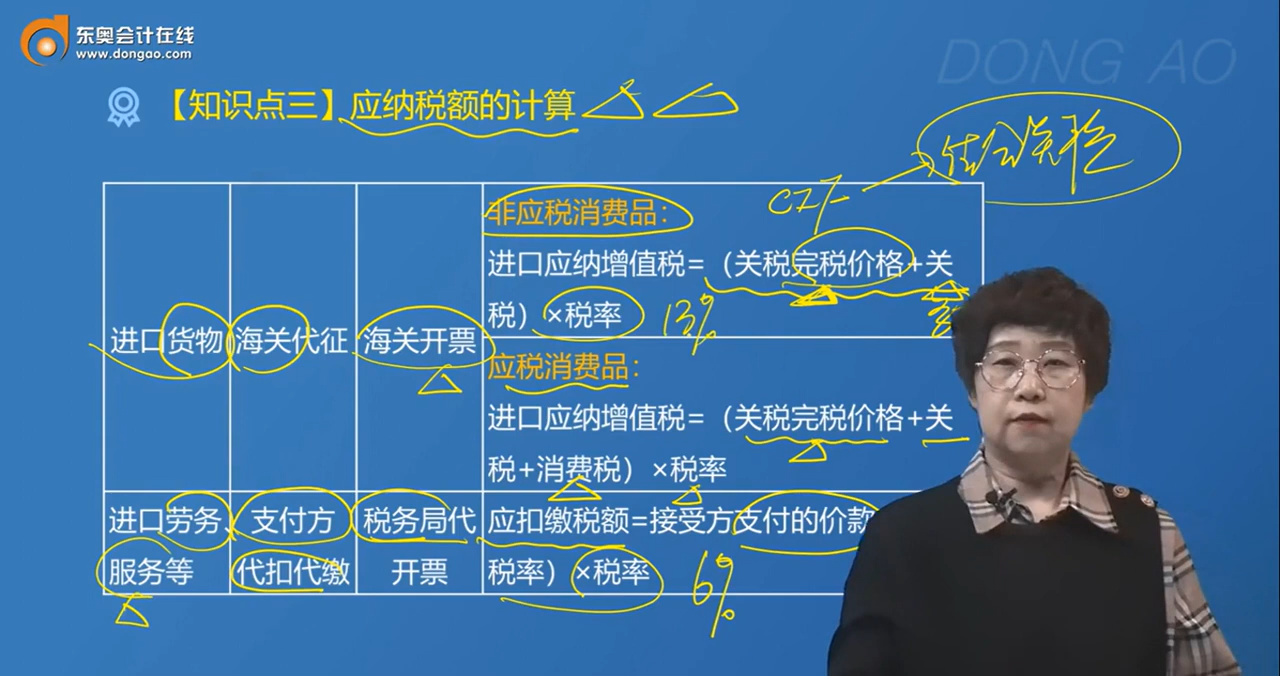 东奥会计在线
www.dongao.com
DONG AO
【知识点三】应纳税额的计算
CIF
非应税消费品：
进口应纳增值税=（关税完税价格+关
税）×税率
13%
进口货物
海关代征
海关开票
应税消费品：
进口应纳增值税=（关税完税价格+关
税+消费税）×税率
进口劳务、
服务等
支付方
代扣代缴
税务局代
开票
应扣缴税额=接受方支付的价款
税率）×税率
6%